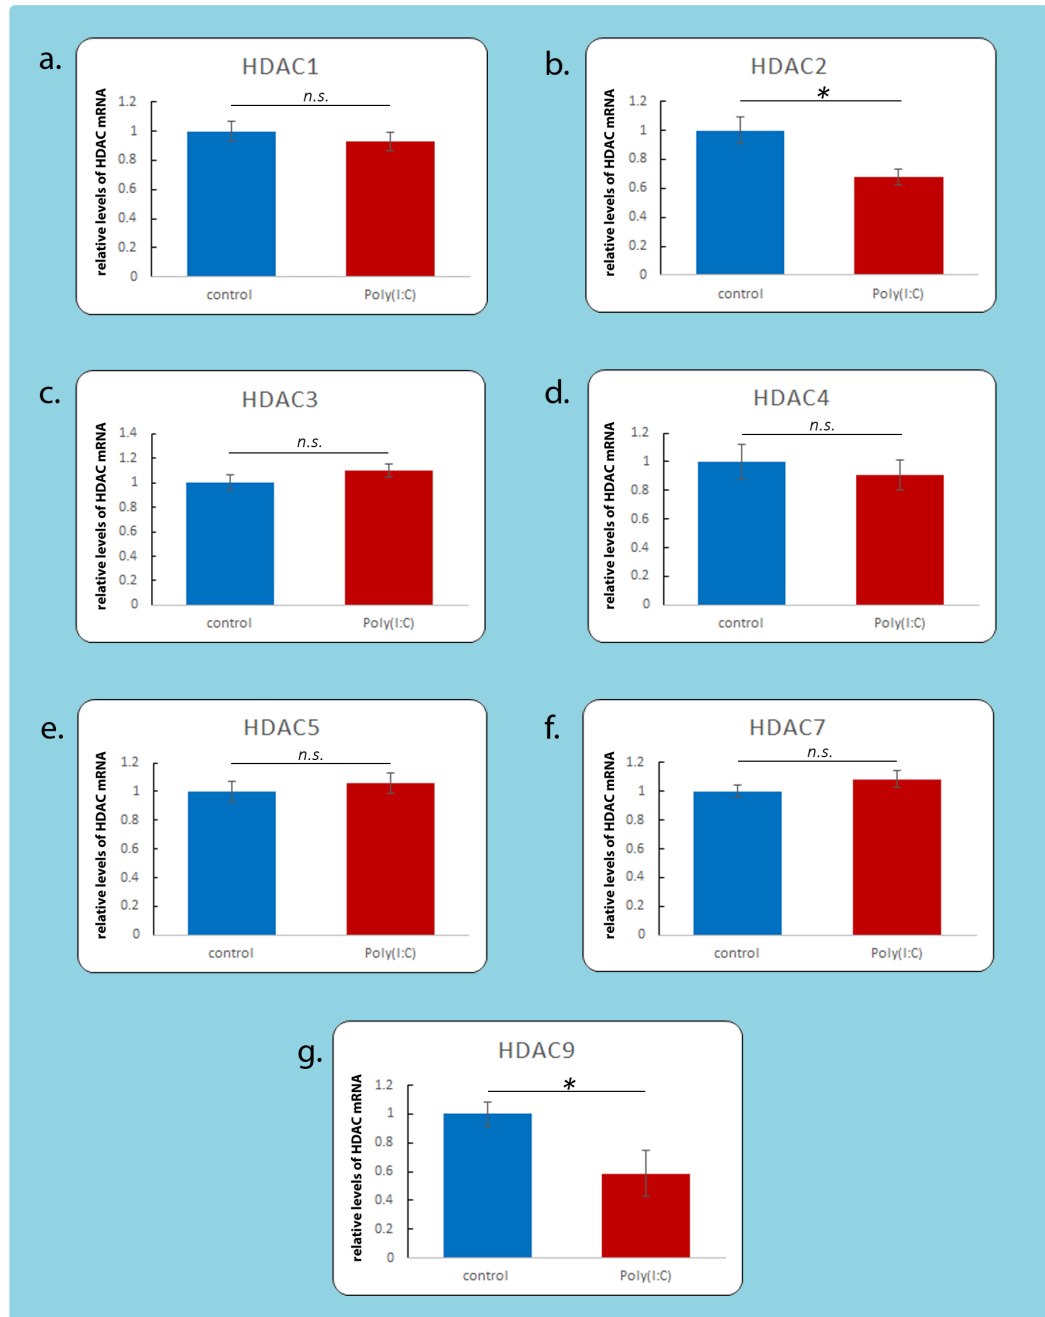 a.
HDAC1
relative levels of HDAC mRNA
n.s.
1.2
1
0.8
0.6
0.4
0.2
0
control Poly(I:C)
b.
HDAC2
relative levels of HDAC mRNA
*
1.2
1
0.8
0.6
0.4
0.2
0
control Poly(I:C)
c.
HDAC3
relative levels of HDAC mRNA
n.s.
1.4
1.2
1
0.8
0.6
0.4
0.2
0
control Poly(I:C)
d.
HDAC4
relative levels of HDAC mRNA
n.s.
1.2
1
0.8
0.6
0.4
0.2
0
control Poly(I:C)
e.
HDAC5
relative levels of HDAC mRNA
n.s.
1.2
1
0.8
0.6
0.4
0.2
0
control Poly(I:C)
f.
HDAC7
relative levels of HDAC mRNA
n.s.
1.2
1
0.8
0.6
0.4
0.2
0
control Poly(I:C)
g.
HDAC9
relative levels of HDAC mRNA
*
1.2
1
0.8
0.6
0.4
0.2
0
control Poly(I:C)